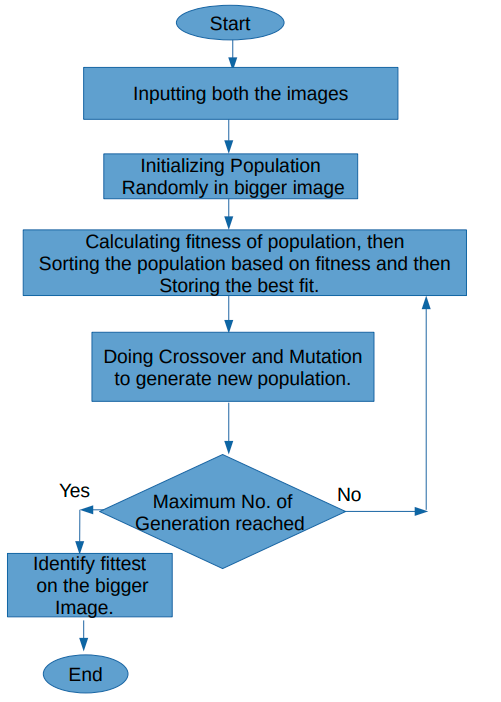 Start
Inputting both the images
Initializing Population
Randomly in bigger image
Calculating fitness of population, then
Sorting the population based on fitness and then
Storing the best fit.
Doing Crossover and Mutation
to generate new population.
Yes
No
Maximum No. of
Generation reached
Identify fittest
on the bigger
Image.
End